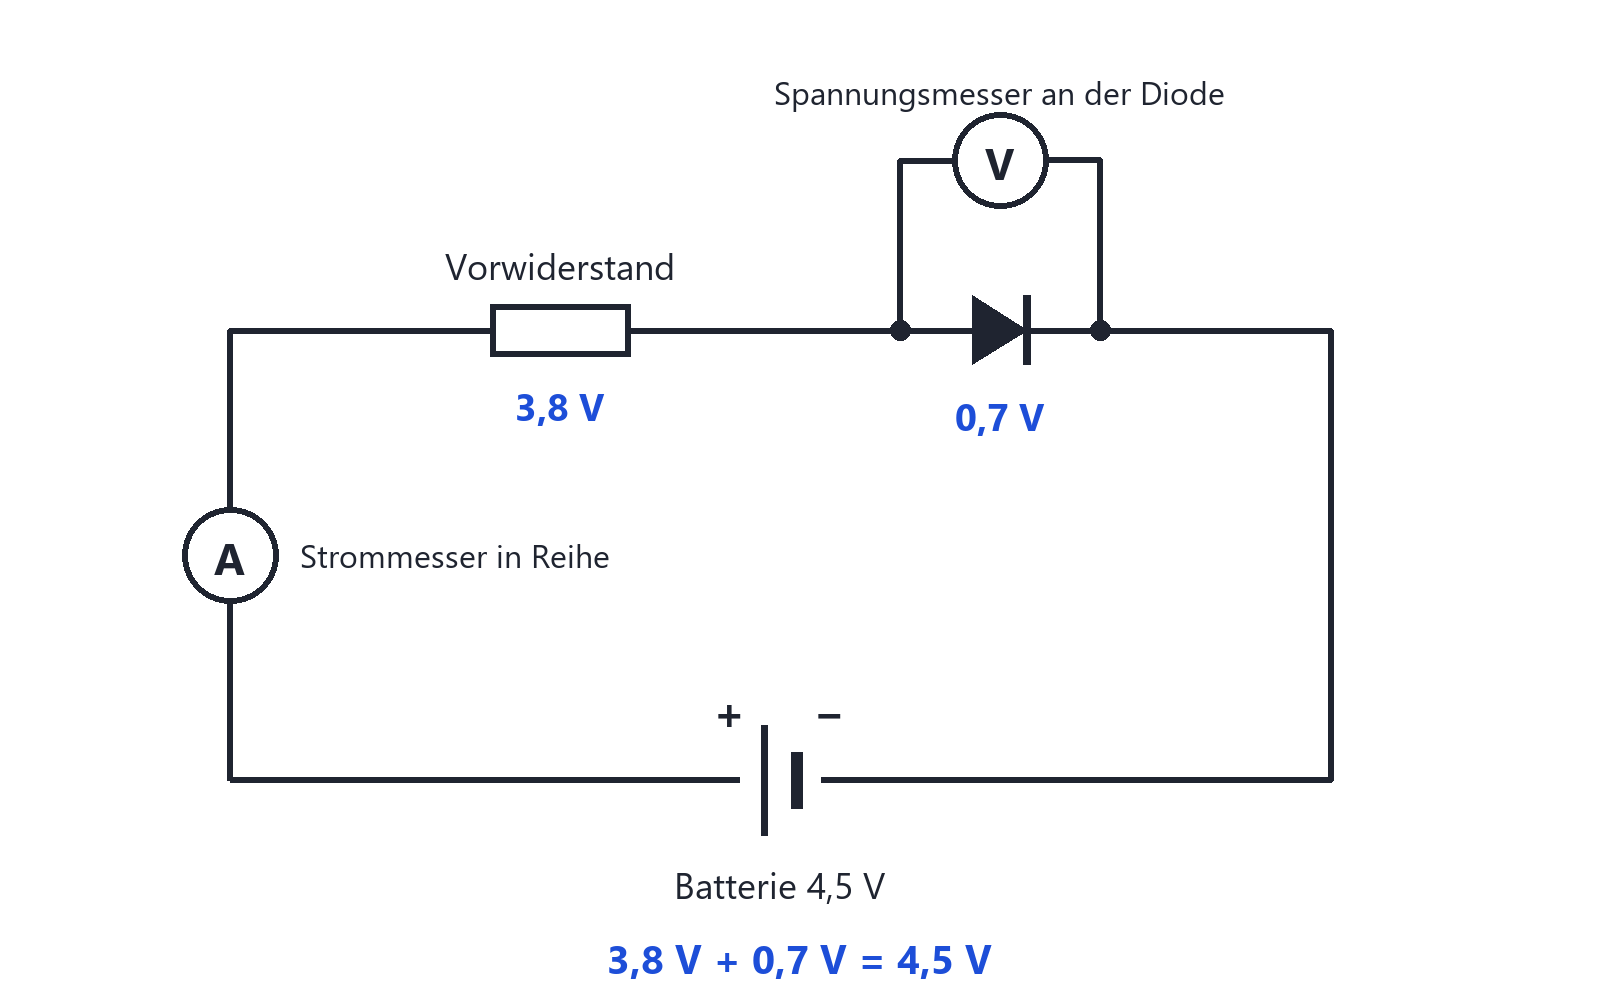 Spannungsmesser an der Diode
V
Vorwiderstand
3,8 V
0,7 V
A
Strommesser in Reihe
+ −
Batterie 4,5 V
3,8 V + 0,7 V = 4,5 V